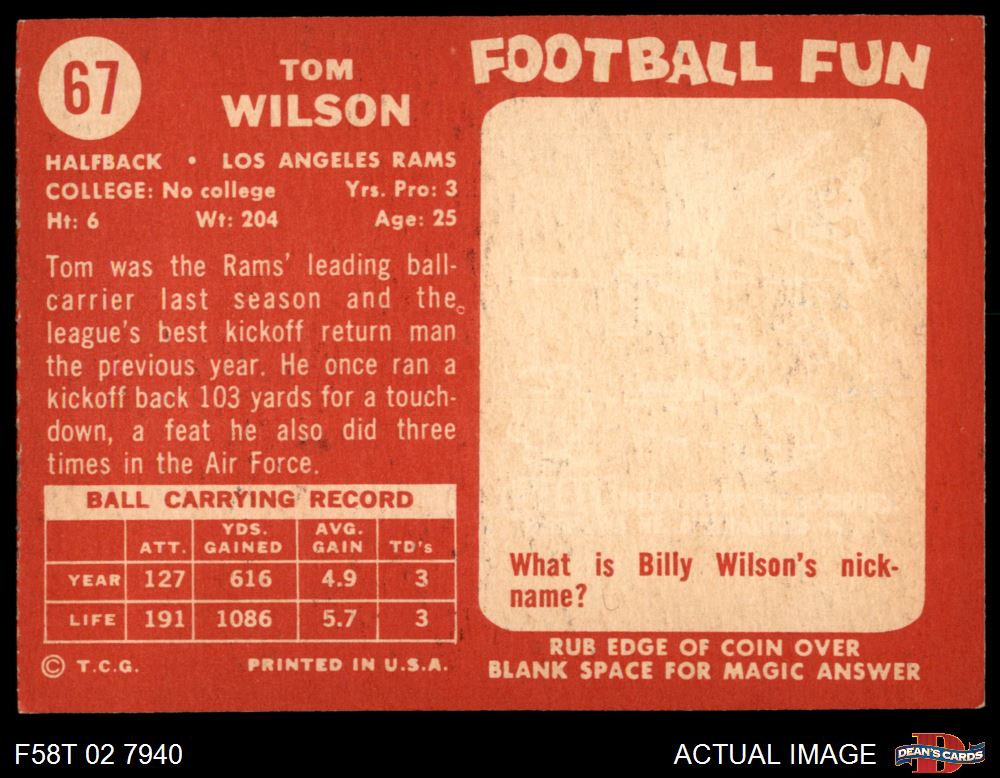 67
TOM
WILSON
HALFBACK • LOS ANGELES RAMS
COLLEGE: No college Yrs. Pro: 3
Ht: 6 Wt: 204 Age: 25
Tom was the Rams' leading ball-
carrier last season and the
league's best kickoff return man
the previous year. He once ran a
kickoff back 103 yards for a touch-
down, a feat he also did three
times in the Air Force.
BALL CARRYING RECORD
ATT. YDS. GAINED AVG. GAIN TD's
YEAR 127 616 4.9 3
LIFE 191 1086 5.7 3
© T.C.G. PRINTED IN U.S.A.
FOOTBALL FUN
What is Billy Wilson's nick-
name?
RUB EDGE OF COIN OVER
BLANK SPACE FOR MAGIC ANSWER
F58T 02 7940
ACTUAL IMAGE
DEAN'S CARDS